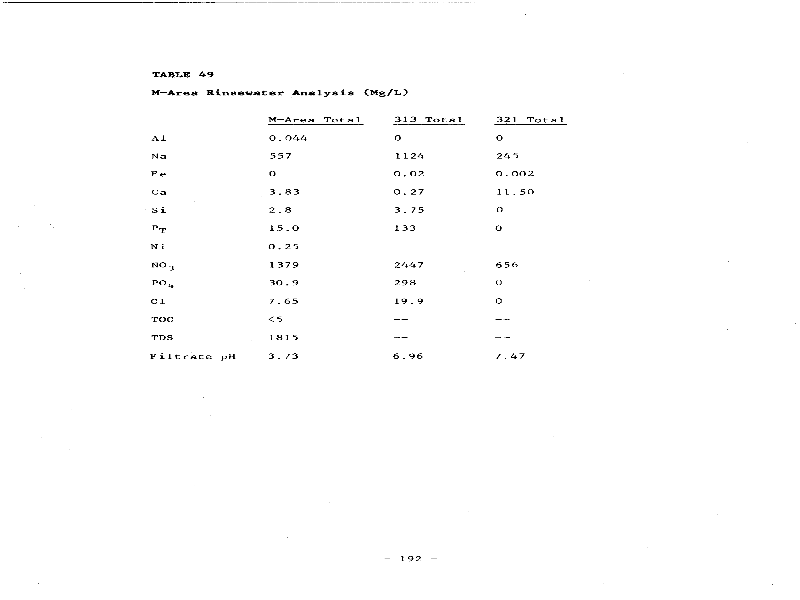 TABLE 49
M-Area Rinsewater Analysis (Mg/L)
M-Area Total 313 Total 321 Total
Al 0.044 0 0
Na 557 1124 245
Fe 0 0.02 0.002
Ca 3.83 0.27 11.50
Si 2.8 3.75 0
PT 15.0 133 0
Ni 0.25
NO3 1379 2447 656
PO4 30.9 298 0
Cl 7.65 19.9 0
TOC <5 -- --
TDS 1815 -- --
Filtrate pH 3.73 6.96 7.47
- 192 -